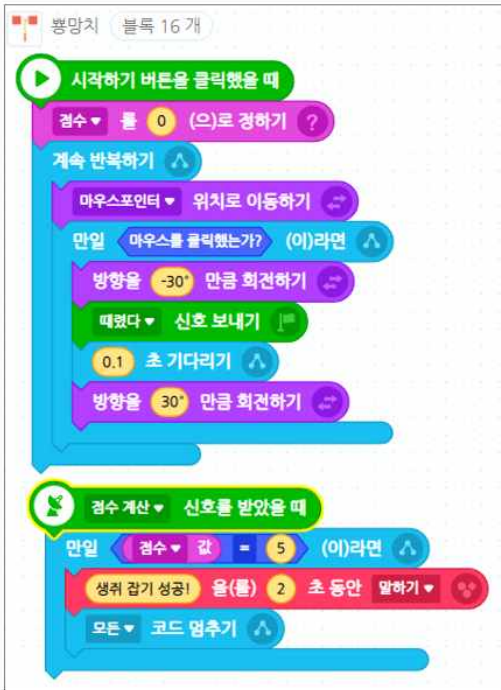 뿅망치 블록 16 개
시작하기 버튼을 클릭했을 때
점수 ▼ 를 0 (으)로 정하기 ?
계속 반복하기
마우스포인터 ▼ 위치로 이동하기
만일 마우스를 클릭했는가? (이)라면
방향을 -30° 만큼 회전하기
때렸다 ▼ 신호 보내기
0.1 초 기다리기
방향을 30° 만큼 회전하기
점수 계산 ▼ 신호를 받았을 때
만일 점수 ▼ 값 = 5 (이)라면
생쥐 잡기 성공! 을(를) 2 초 동안 말하기 ▼
모든 ▼ 코드 멈추기